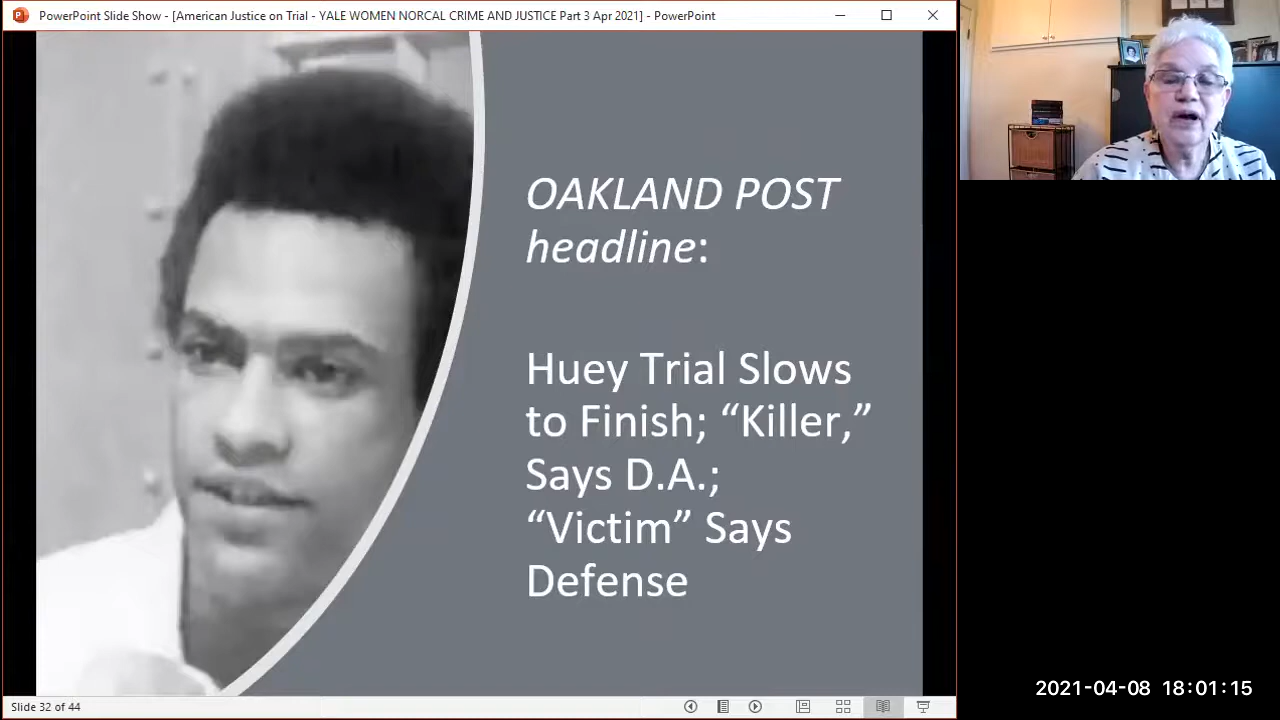 PowerPoint Slide Show - [American Justice on Trial - YALE WOMEN NORCAL CRIME AND JUSTICE Part 3 Apr 2021] - PowerPoint
OAKLAND POST
headline:
Huey Trial Slows
to Finish; “Killer,”
Says D.A.;
“Victim” Says
Defense
Slide 32 of 44
2021-04-08 18:01:15